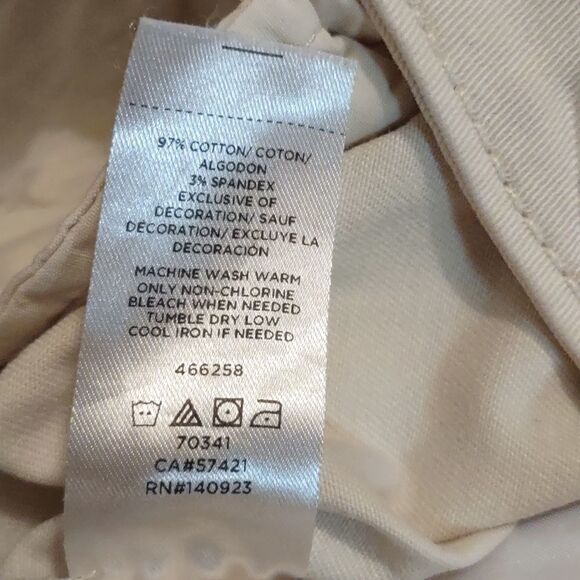 97% COTTON/ COTON/
ALGODON
3% SPANDEX
EXCLUSIVE OF
DECORATION/ SAUF
DECORATION/ EXCLUYE LA
DECORACIÓN
MACHINE WASH WARM
ONLY NON-CHLORINE
BLEACH WHEN NEEDED
TUMBLE DRY LOW
COOL IRON IF NEEDED
466258
70341
CA#57421
RN#140923